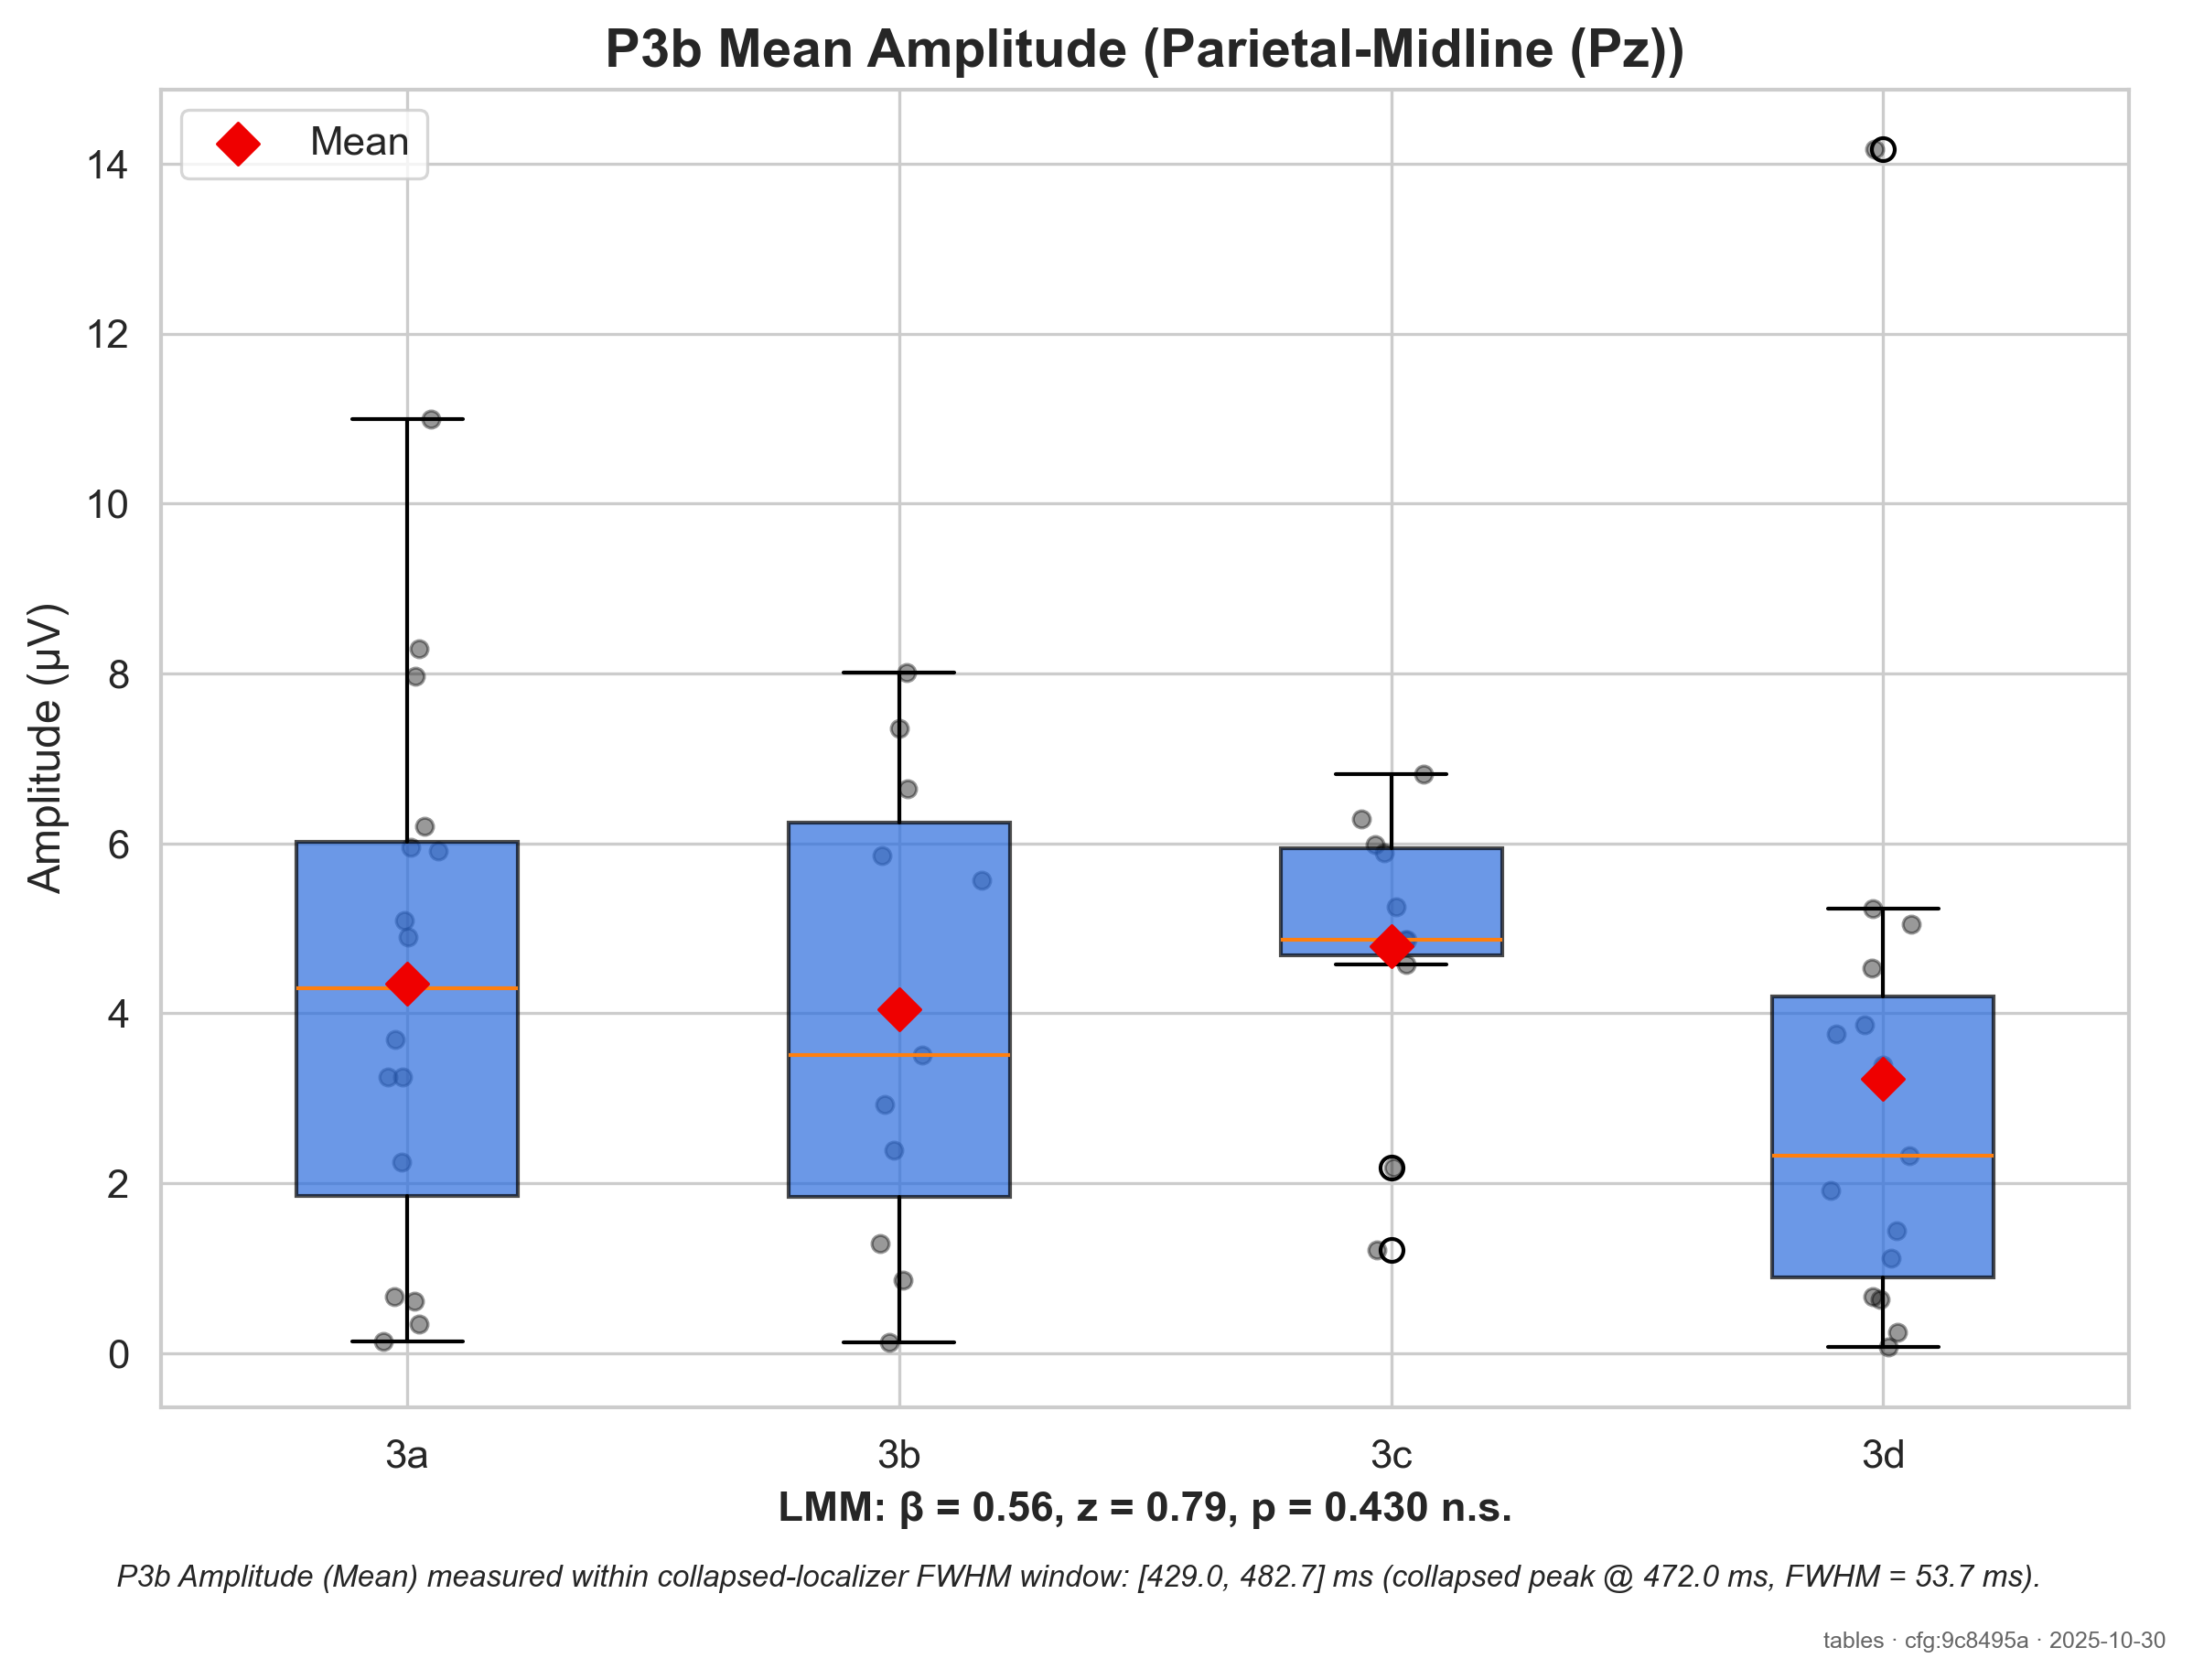 P3b Mean Amplitude (Parietal-Midline (Pz))
Mean
Amplitude (µV)
14
12
10
8
6
4
2
0
3a 3b 3c 3d
LMM: β = 0.56, z = 0.79, p = 0.430 n.s.
P3b Amplitude (Mean) measured within collapsed-localizer FWHM window: [429.0, 482.7] ms (collapsed peak @ 472.0 ms, FWHM = 53.7 ms).
tables · cfg:9c8495a · 2025-10-30